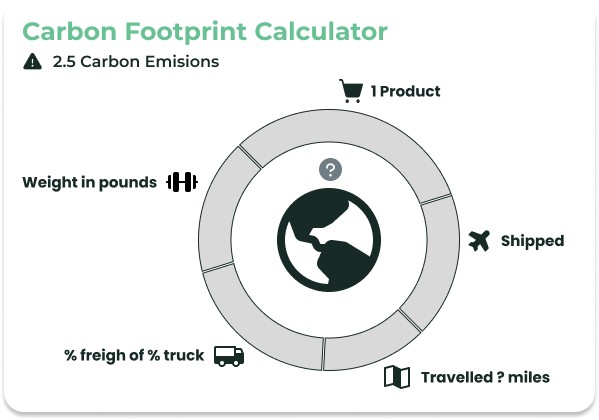 Carbon Footprint Calculator
2.5 Carbon Emisions
1 Product
?
Weight in pounds
Shipped
% freigh of % truck
Travelled ? miles